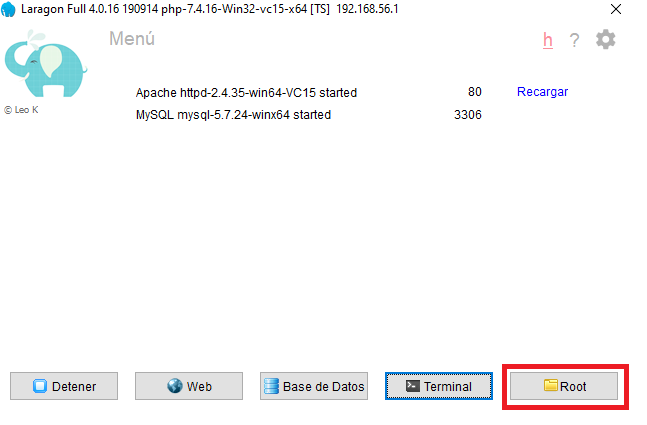 Laragon Full 4.0.16 190914 php-7.4.16-Win32-vc15-x64 [TS] 192.168.56.1
Menú
h ?
Apache httpd-2.4.35-win64-VC15 started 80 Recargar
MySQL mysql-5.7.24-winx64 started 3306
© Leo K
Detener Web Base de Datos Terminal Root